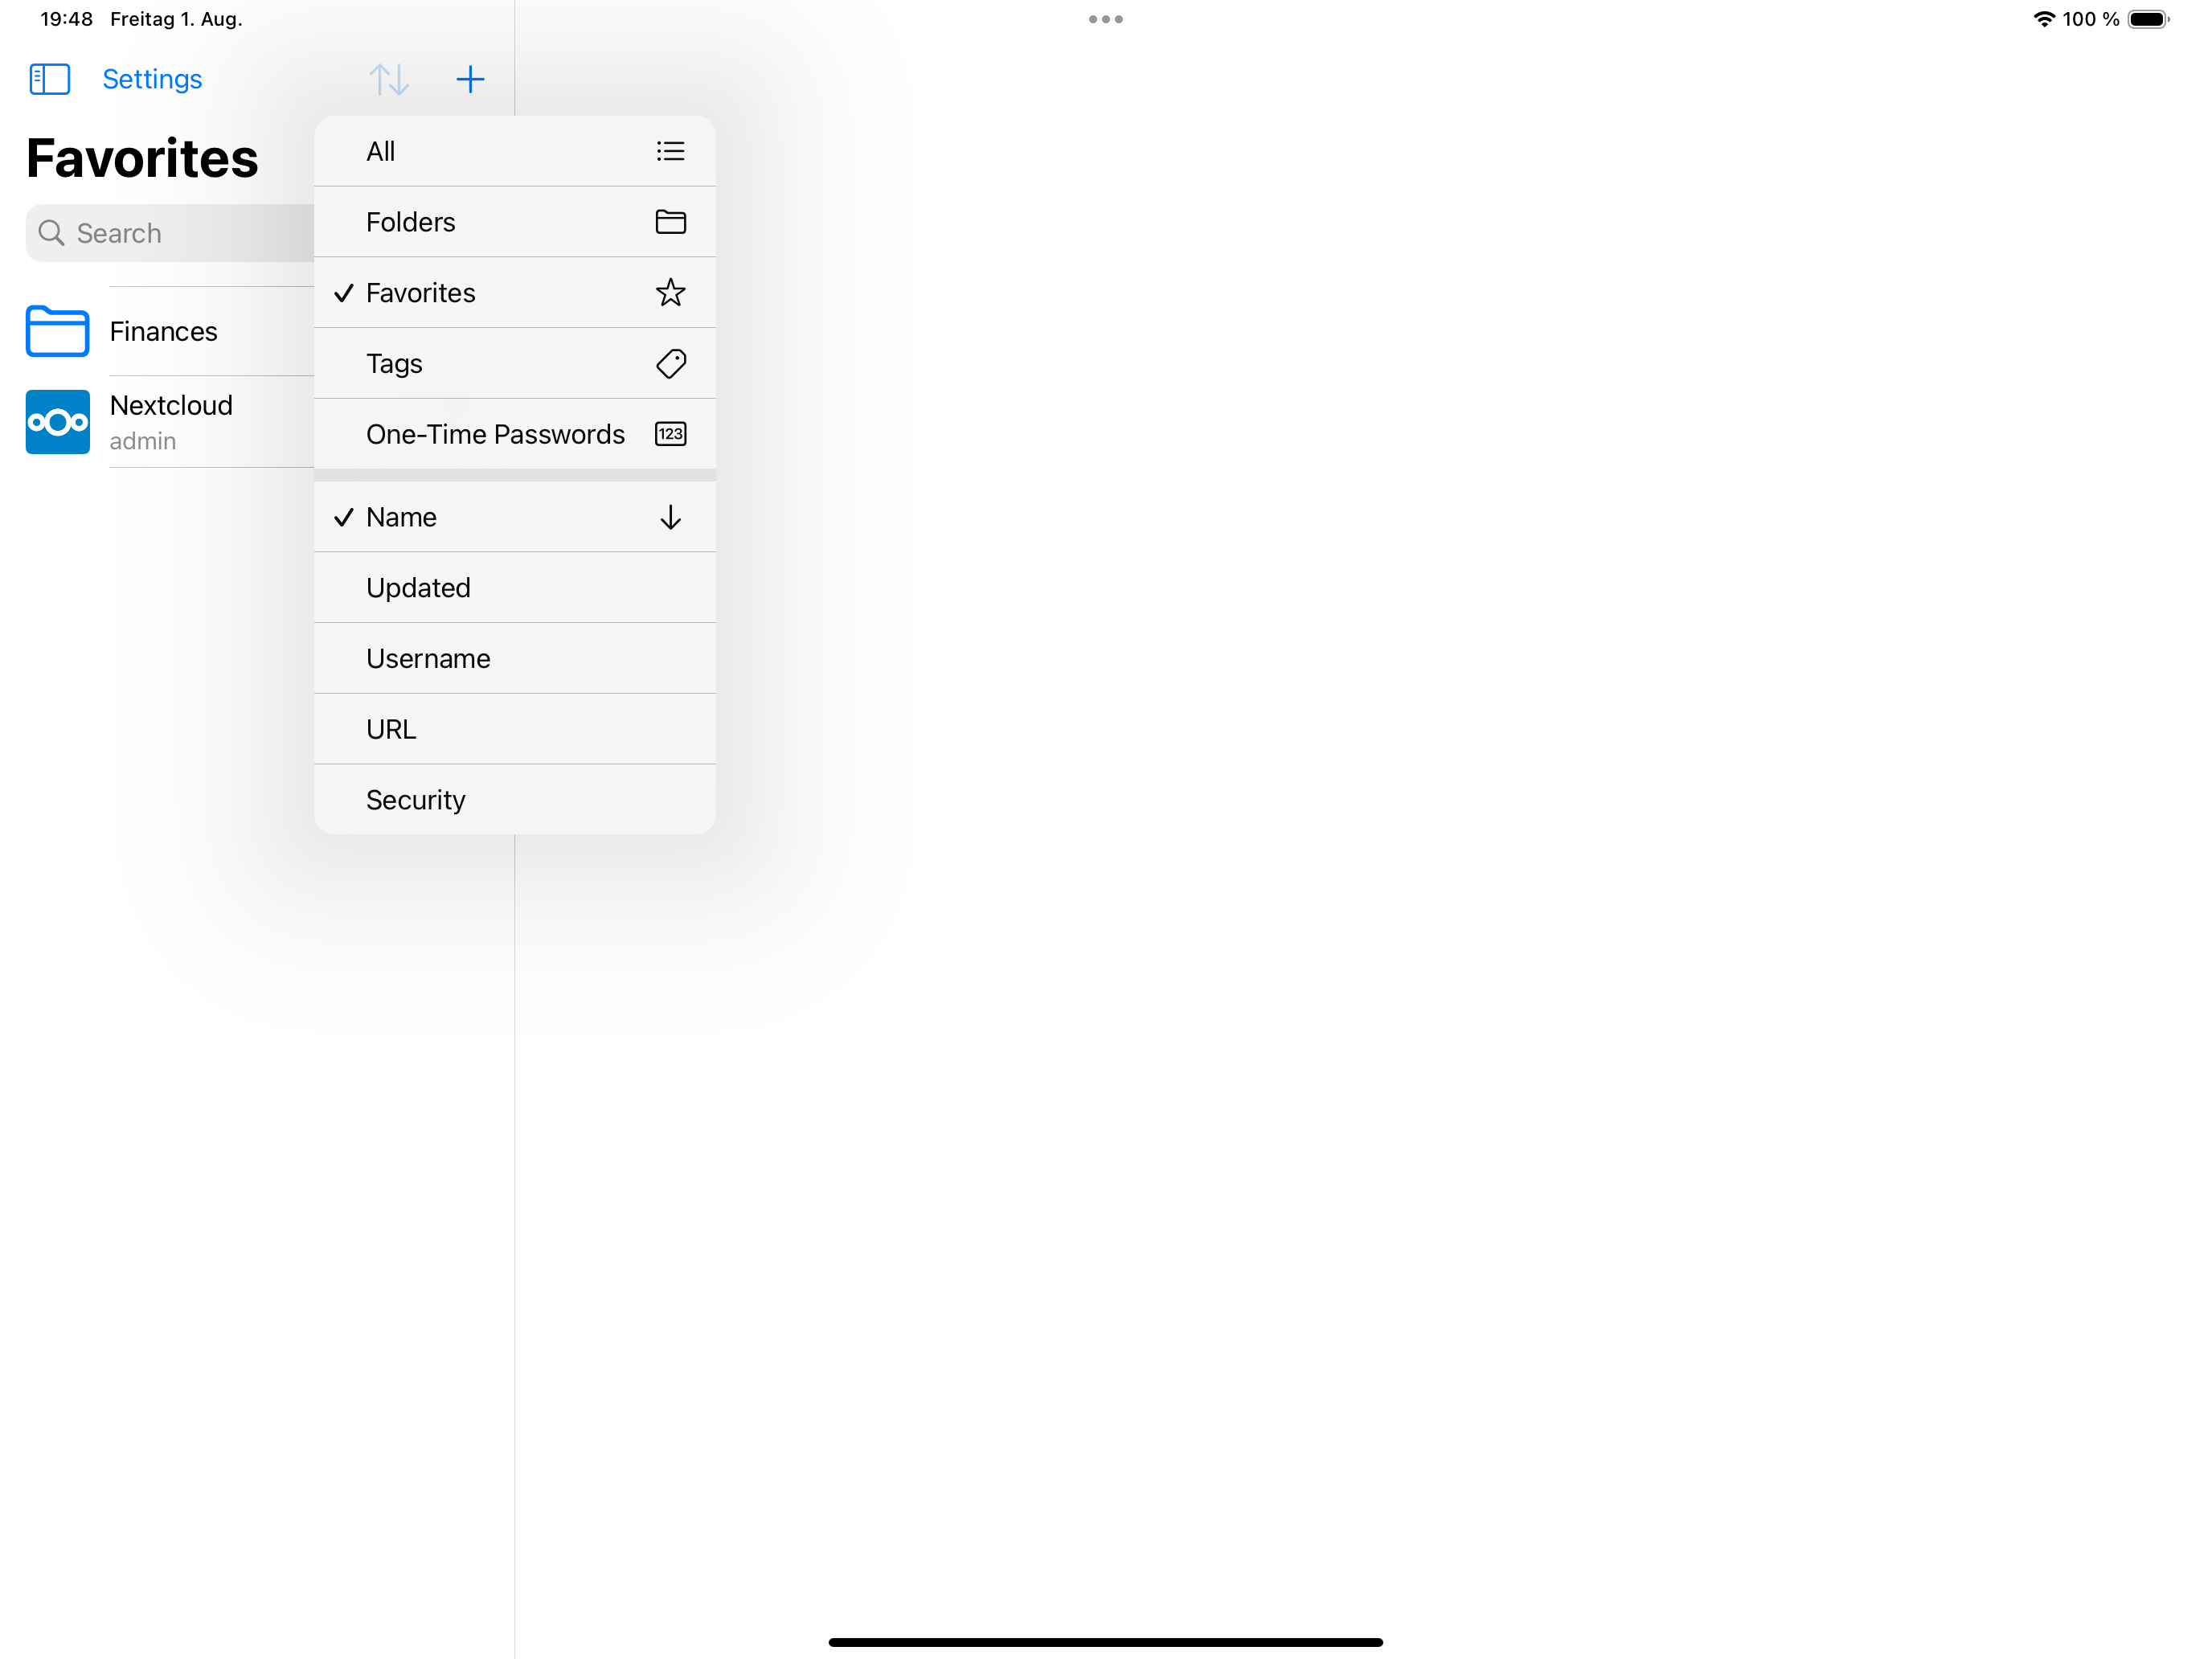 19:48 Freitag 1. Aug.
100 %
Settings
Favorites
Search
Finances
Nextcloud
admin
All
Folders
Favorites
Tags
One-Time Passwords
123
Name
Updated
Username
URL
Security